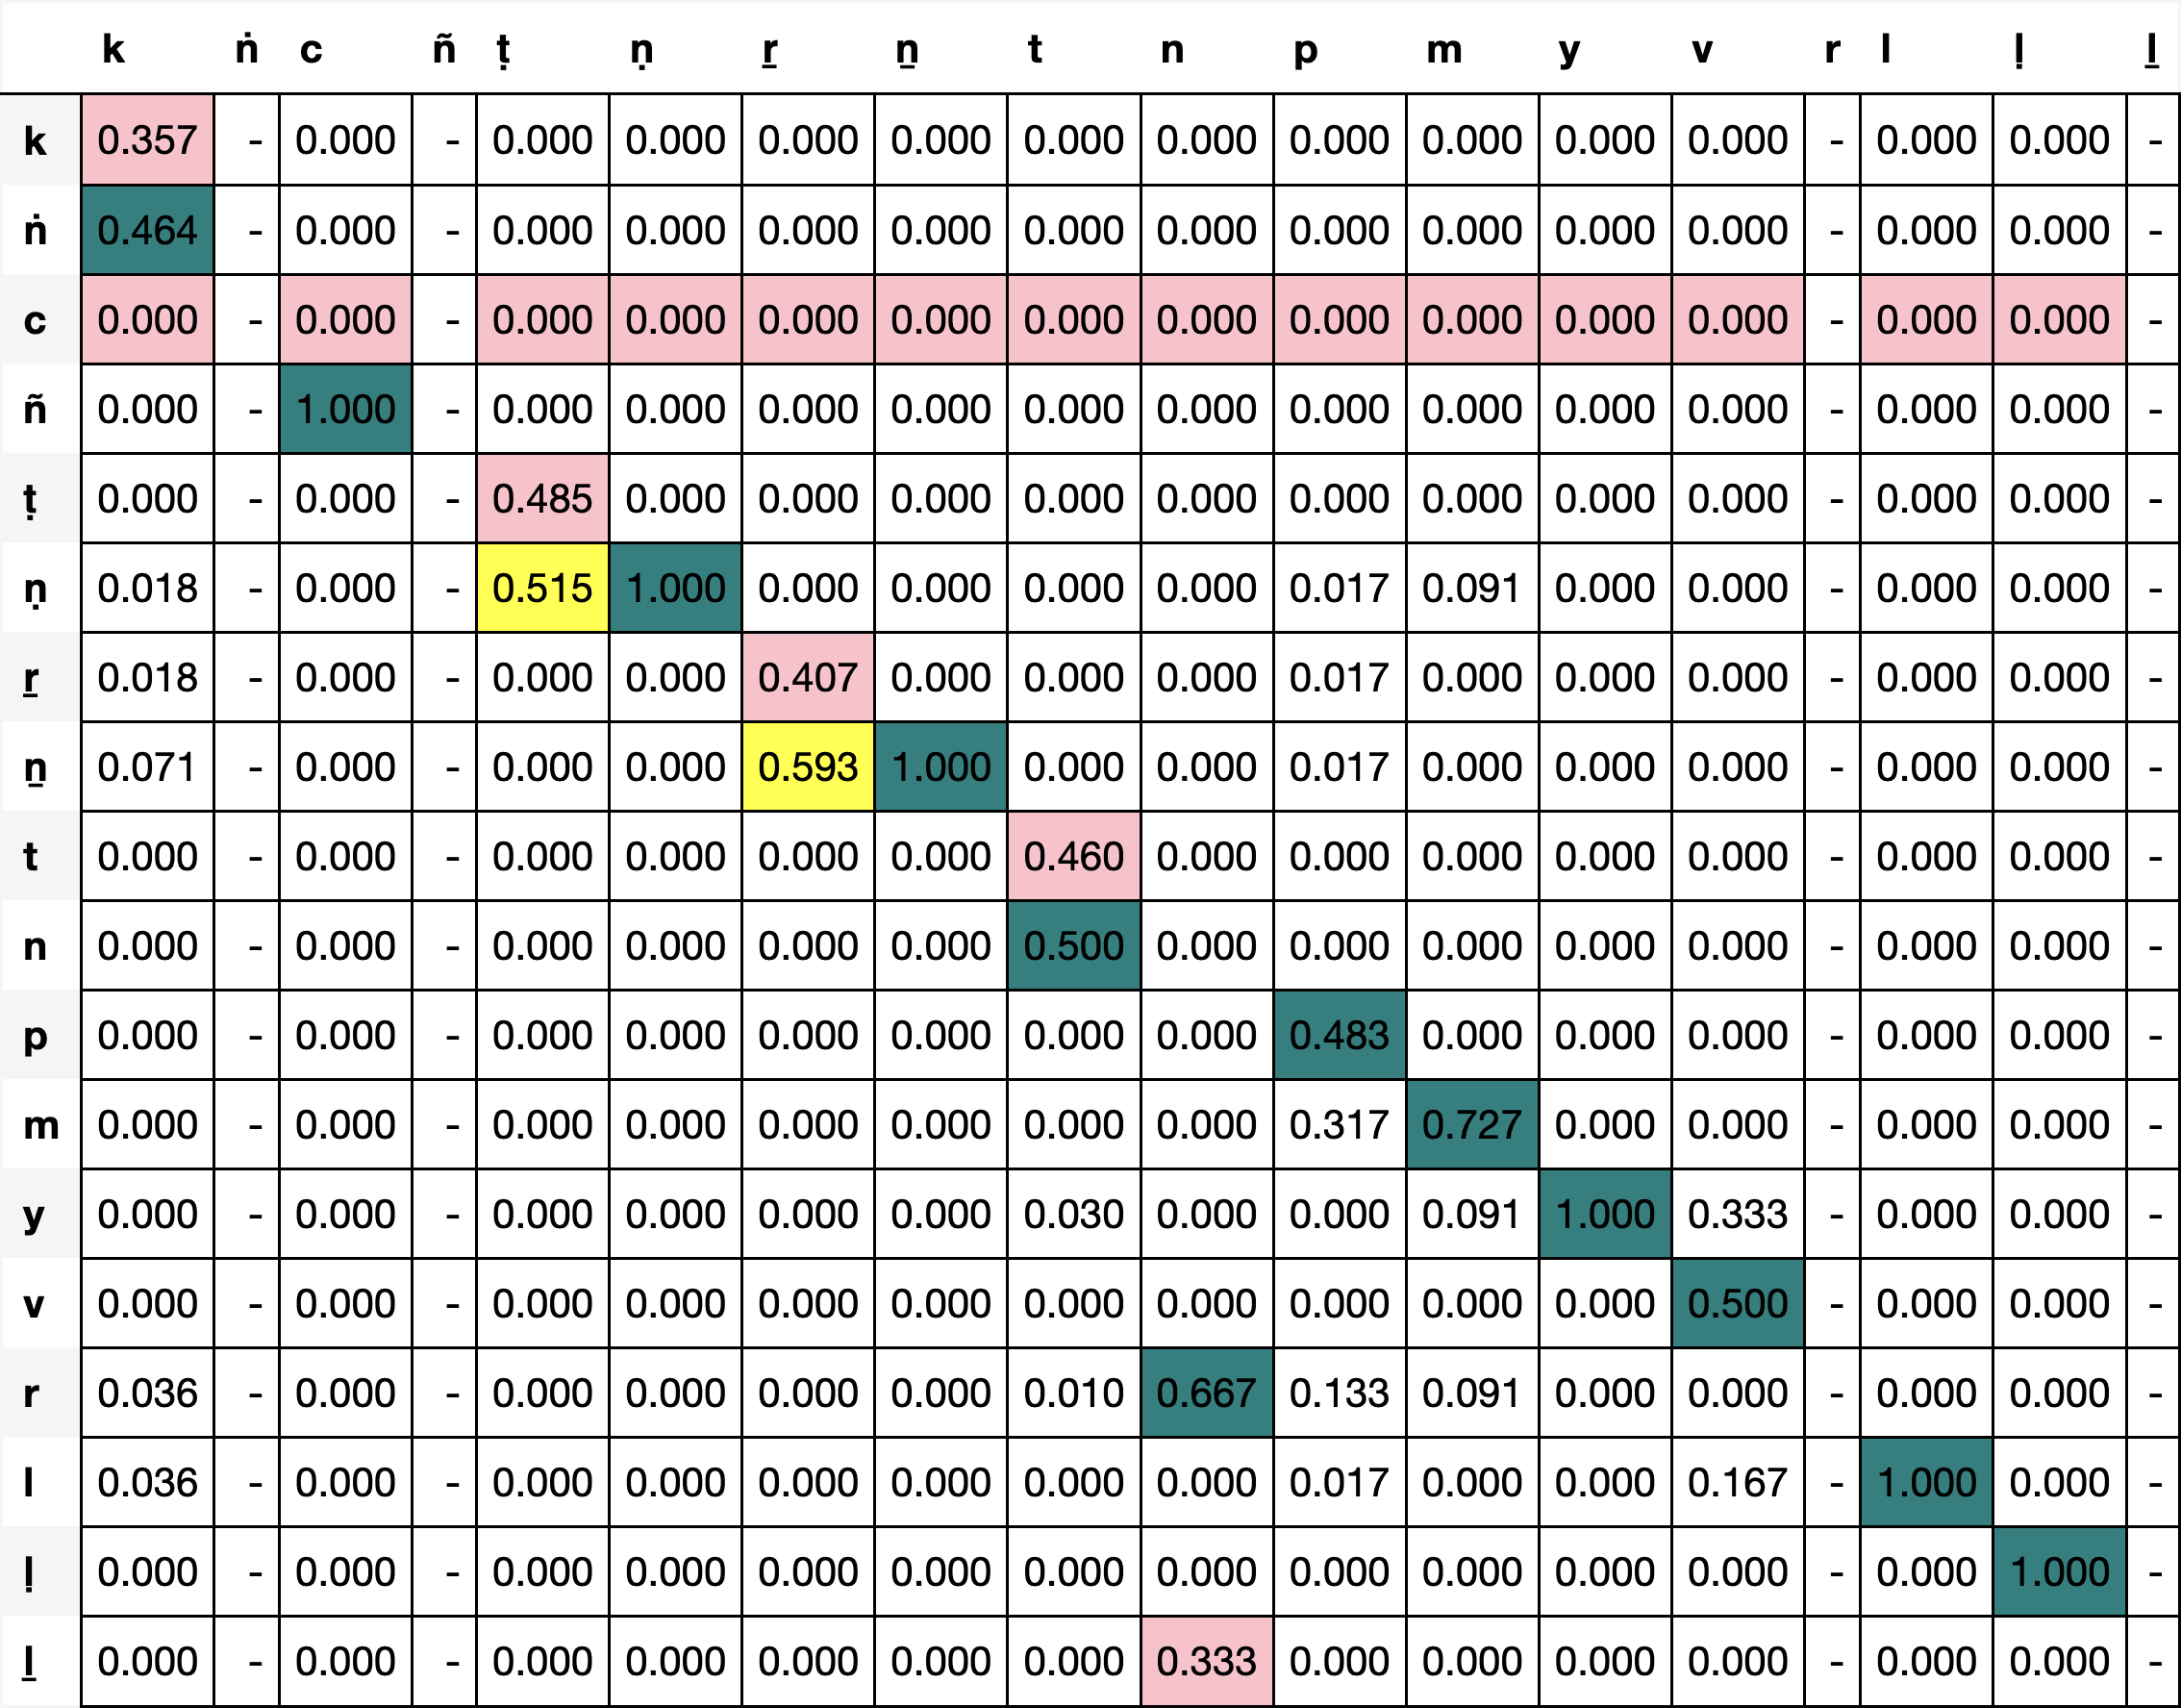 k ṅ c ñ ṭ ṇ ṟ ṉ t n p m y v r l ḷ ḻ
k 0.357 - 0.000 - 0.000 0.000 0.000 0.000 0.000 0.000 0.000 0.000 0.000 0.000 - 0.000 0.000 -
ṅ 0.464 - 0.000 - 0.000 0.000 0.000 0.000 0.000 0.000 0.000 0.000 0.000 0.000 - 0.000 0.000 -
c 0.000 - 0.000 - 0.000 0.000 0.000 0.000 0.000 0.000 0.000 0.000 0.000 0.000 - 0.000 0.000 -
ñ 0.000 - 1.000 - 0.000 0.000 0.000 0.000 0.000 0.000 0.000 0.000 0.000 0.000 - 0.000 0.000 -
ṭ 0.000 - 0.000 - 0.485 0.000 0.000 0.000 0.000 0.000 0.000 0.000 0.000 0.000 - 0.000 0.000 -
ṇ 0.018 - 0.000 - 0.515 1.000 0.000 0.000 0.000 0.000 0.017 0.091 0.000 0.000 - 0.000 0.000 -
ṟ 0.018 - 0.000 - 0.000 0.000 0.407 0.000 0.000 0.000 0.017 0.000 0.000 0.000 - 0.000 0.000 -
ṉ 0.071 - 0.000 - 0.000 0.000 0.593 1.000 0.000 0.000 0.017 0.000 0.000 0.000 - 0.000 0.000 -
t 0.000 - 0.000 - 0.000 0.000 0.000 0.000 0.460 0.000 0.000 0.000 0.000 0.000 - 0.000 0.000 -
n 0.000 - 0.000 - 0.000 0.000 0.000 0.000 0.500 0.000 0.000 0.000 0.000 0.000 - 0.000 0.000 -
p 0.000 - 0.000 - 0.000 0.000 0.000 0.000 0.000 0.000 0.483 0.000 0.000 0.000 - 0.000 0.000 -
m 0.000 - 0.000 - 0.000 0.000 0.000 0.000 0.000 0.000 0.317 0.727 0.000 0.000 - 0.000 0.000 -
y 0.000 - 0.000 - 0.000 0.000 0.000 0.000 0.030 0.000 0.000 0.091 1.000 0.333 - 0.000 0.000 -
v 0.000 - 0.000 - 0.000 0.000 0.000 0.000 0.000 0.000 0.000 0.000 0.000 0.500 - 0.000 0.000 -
r 0.036 - 0.000 - 0.000 0.000 0.000 0.000 0.010 0.667 0.133 0.091 0.000 0.000 - 0.000 0.000 -
l 0.036 - 0.000 - 0.000 0.000 0.000 0.000 0.000 0.000 0.017 0.000 0.000 0.167 - 1.000 0.000 -
ḷ 0.000 - 0.000 - 0.000 0.000 0.000 0.000 0.000 0.000 0.000 0.000 0.000 0.000 - 0.000 1.000 -
ḻ 0.000 - 0.000 - 0.000 0.000 0.000 0.000 0.000 0.333 0.000 0.000 0.000 0.000 - 0.000 0.000 -